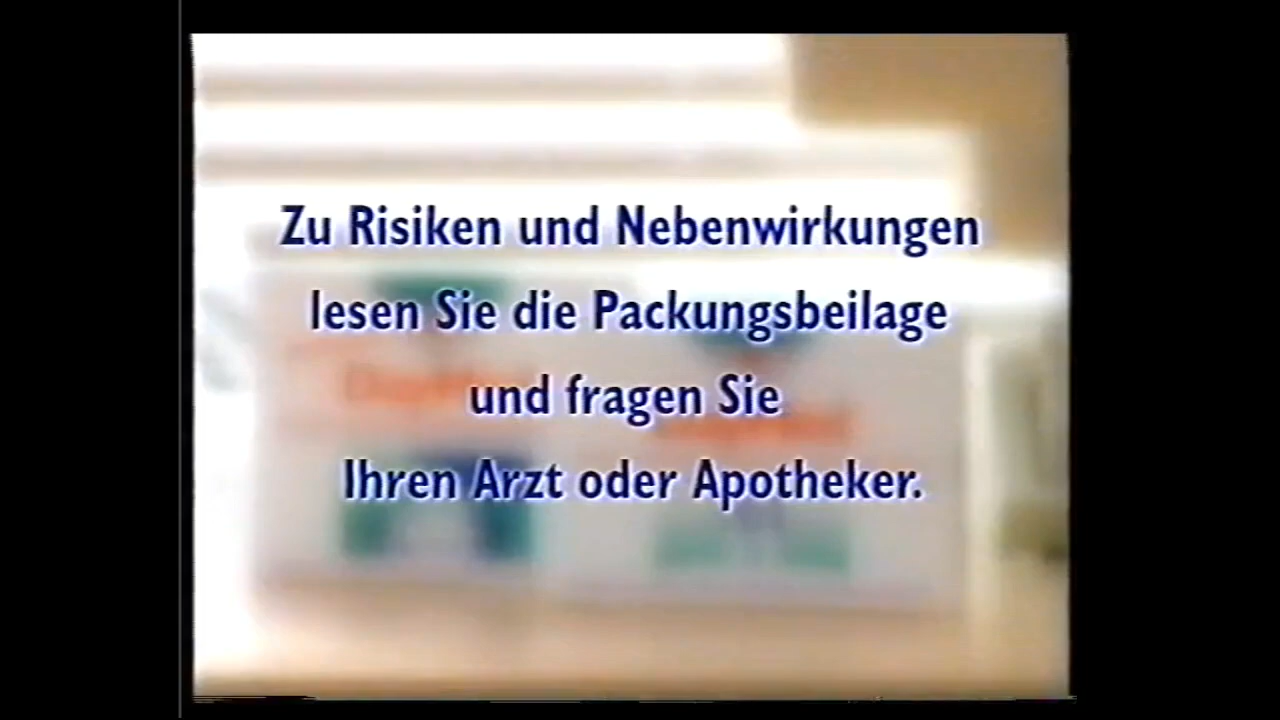 Zu Risiken und Nebenwirkungen
lesen Sie die Packungsbeilage
und fragen Sie
Ihren Arzt oder Apotheker.